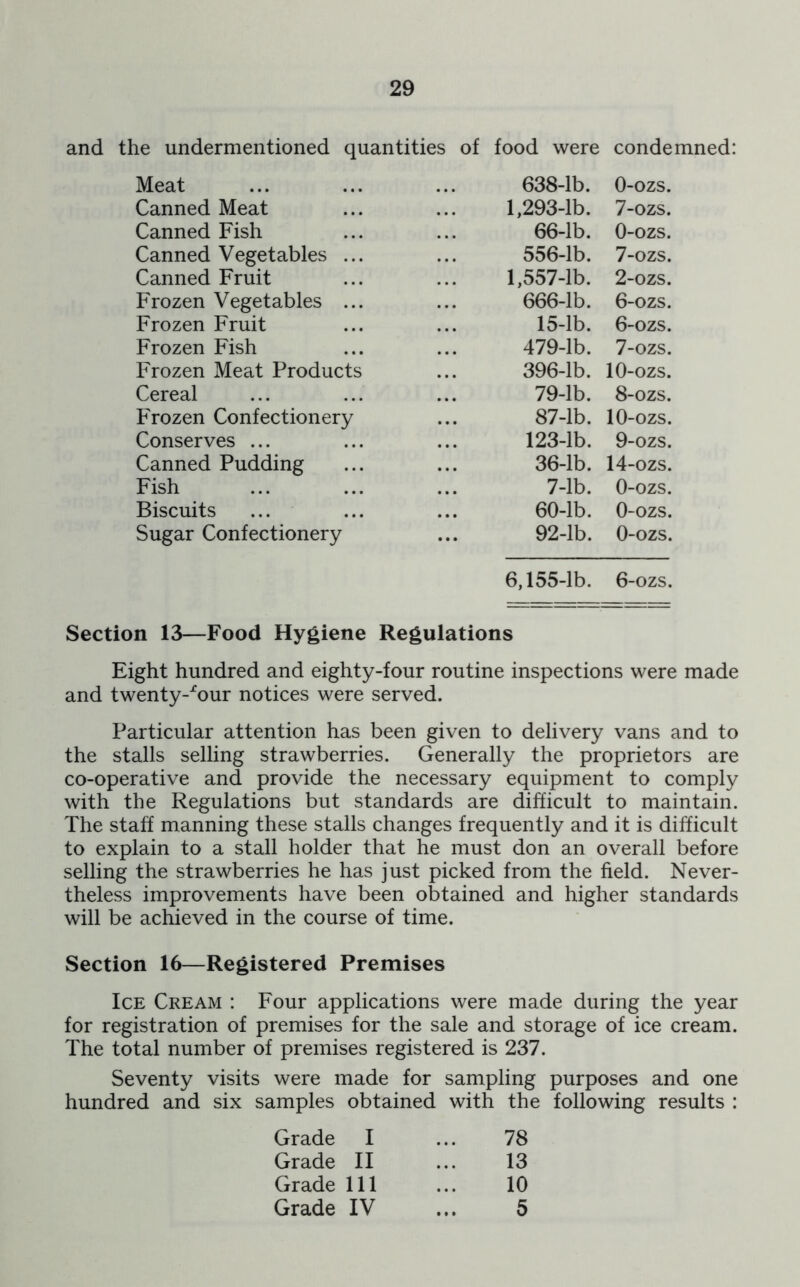 29
and the undermentioned quantities of food were condemned:
Meat ... ... ... 638-lb. 0-ozs.
Canned Meat ... ... 1,293-lb. 7-ozs.
Canned Fish ... ... 66-lb. 0-ozs.
Canned Vegetables ... ... 556-lb. 7-ozs.
Canned Fruit ... ... 1,557-lb. 2-ozs.
Frozen Vegetables ... ... 666-lb. 6-ozs.
Frozen Fruit ... ... 15-lb. 6-ozs.
Frozen Fish ... ... 479-lb. 7-ozs.
Frozen Meat Products ... 396-lb. 10-ozs.
Cereal ... ... ... 79-lb. 8-ozs.
Frozen Confectionery ... 87-lb. 10-ozs.
Conserves ... ... ... 123-lb. 9-ozs.
Canned Pudding ... ... 36-lb. 14-ozs.
Fish ... ... ... 7-lb. 0-ozs.
Biscuits ... ... ... 60-lb. 0-ozs.
Sugar Confectionery ... 92-lb. 0-ozs.
6,155-lb. 6-ozs.
Section 13—Food Hygiene Regulations
Eight hundred and eighty-four routine inspections were made
and twenty-four notices were served.
Particular attention has been given to delivery vans and to
the stalls selling strawberries. Generally the proprietors are
co-operative and provide the necessary equipment to comply
with the Regulations but standards are difficult to maintain.
The staff manning these stalls changes frequently and it is difficult
to explain to a stall holder that he must don an overall before
selling the strawberries he has just picked from the field. Never-
theless improvements have been obtained and higher standards
will be achieved in the course of time.
Section 16—Registered Premises
Ice Cream : Four applications were made during the year
for registration of premises for the sale and storage of ice cream.
The total number of premises registered is 237.
Seventy visits were made for sampling purposes and one
hundred and six samples obtained with the following results :
Grade I ... 78
Grade II ... 13
Grade 111 ... 10
Grade IV ... 5